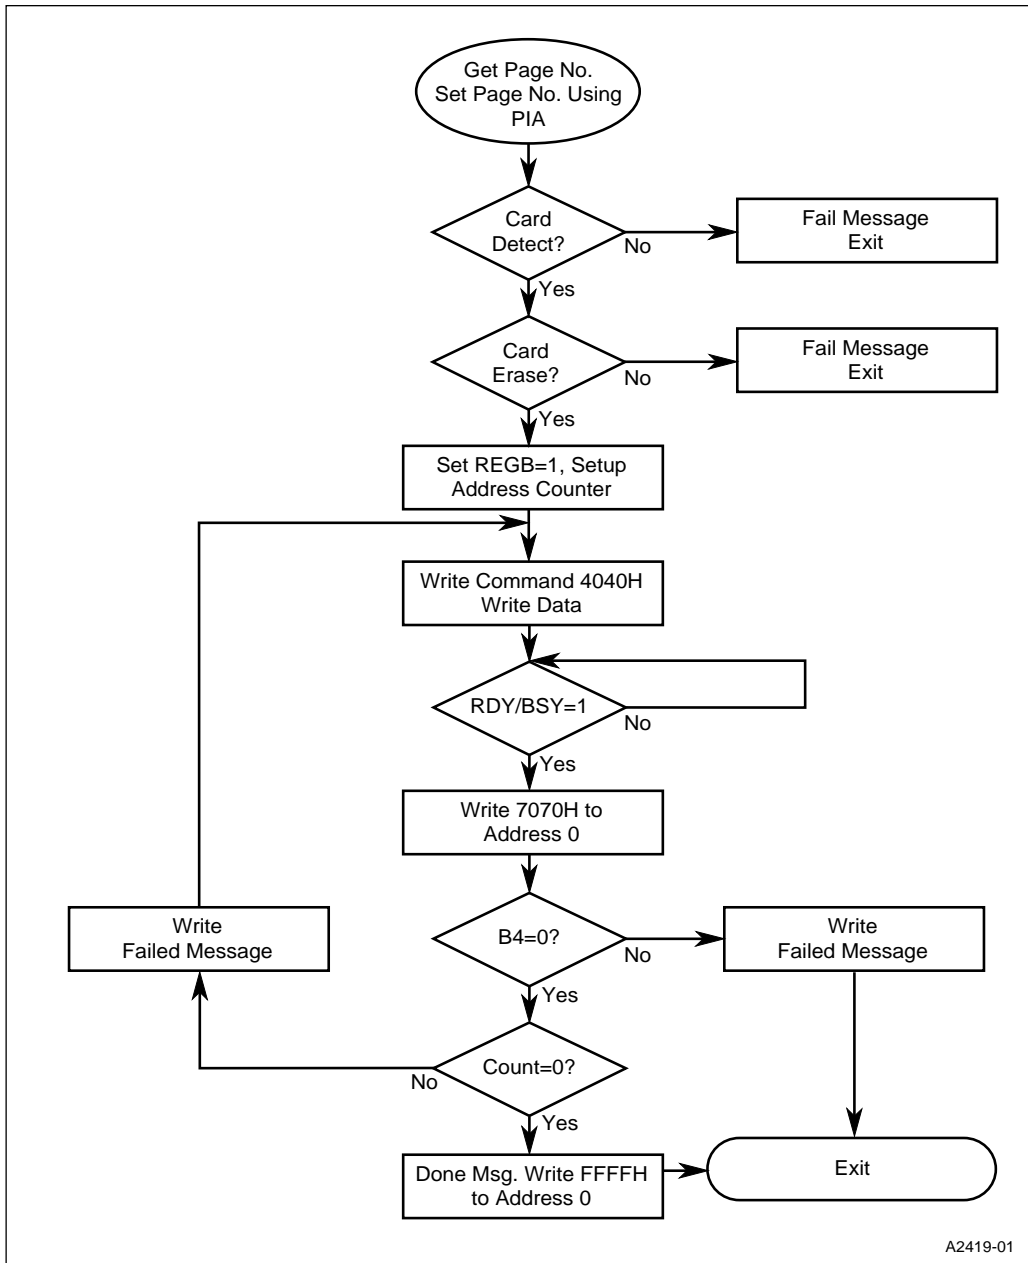 Get Page No.
Set Page No. Using
PIA
Card
Detect?
No
Fail Message
Exit
Yes
Card
Erase?
No
Fail Message
Exit
Yes
Set REGB=1, Setup
Address Counter
Write Command 4040H
Write Data
RDY/BSY=1
No
Yes
Write 7070H to
Address 0
Write
Failed Message
B4=0?
No
Write
Failed Message
Yes
Count=0?
No
Yes
Done Msg. Write FFFFH
to Address 0
Exit
A2419-01